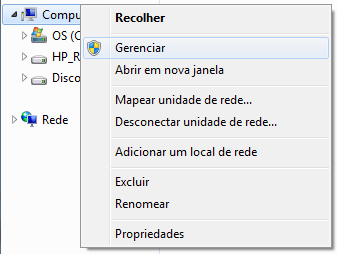 Compu
OS (C
HP_R
Disco
Rede
Recolher
Gerenciar
Abrir em nova janela
Mapear unidade de rede...
Desconectar unidade de rede...
Adicionar um local de rede
Excluir
Renomear
Propriedades